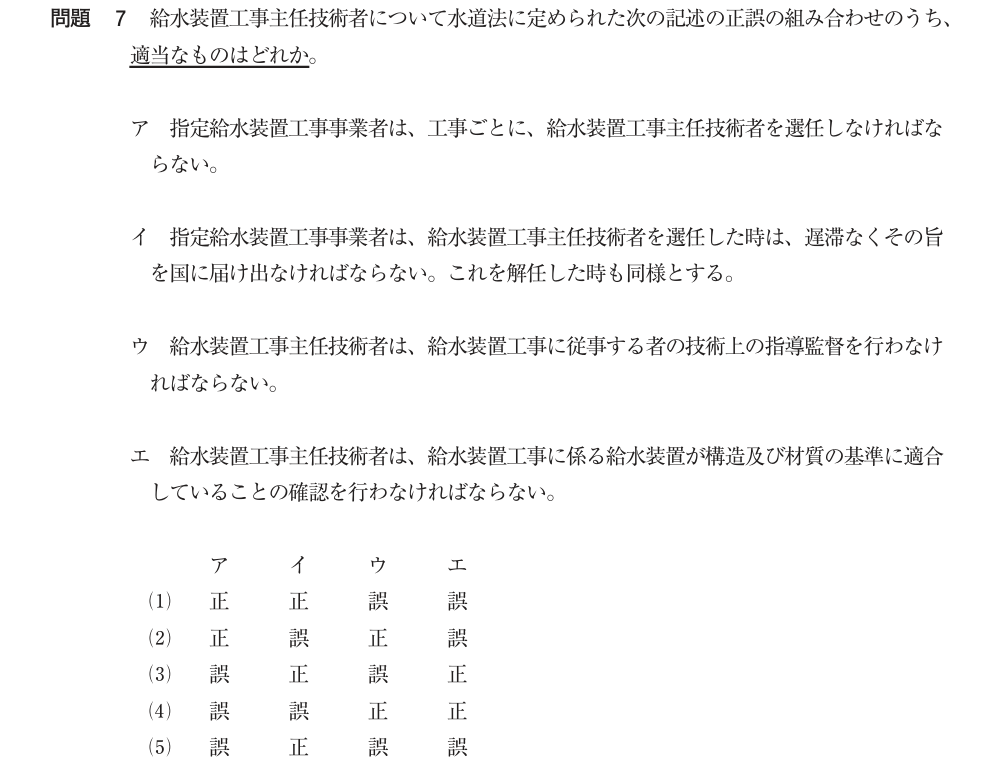 問題 7 給水装置工事主任技術者について水道法に定められた次の記述の正誤の組み合わせのうち、
適当なものはどれか。
ア 指定給水装置工事事業者は、工事ごとに、給水装置工事主任技術者を選任しなければな
らない。
イ 指定給水装置工事事業者は、給水装置工事主任技術者を選任した時は、遅滞なくその旨
を国に届け出なければならない。これを解任した時も同様とする。
ウ 給水装置工事主任技術者は、給水装置工事に従事する者の技術上の指導監督を行わなけ
ればならない。
エ 給水装置工事主任技術者は、給水装置工事に係る給水装置が構造及び材質の基準に適合
していることの確認を行わなければならない。
ア イ ウ エ
(1) 正 正 誤 誤
(2) 正 誤 正 誤
(3) 誤 正 誤 正
(4) 誤 誤 正 正
(5) 誤 正 誤 誤